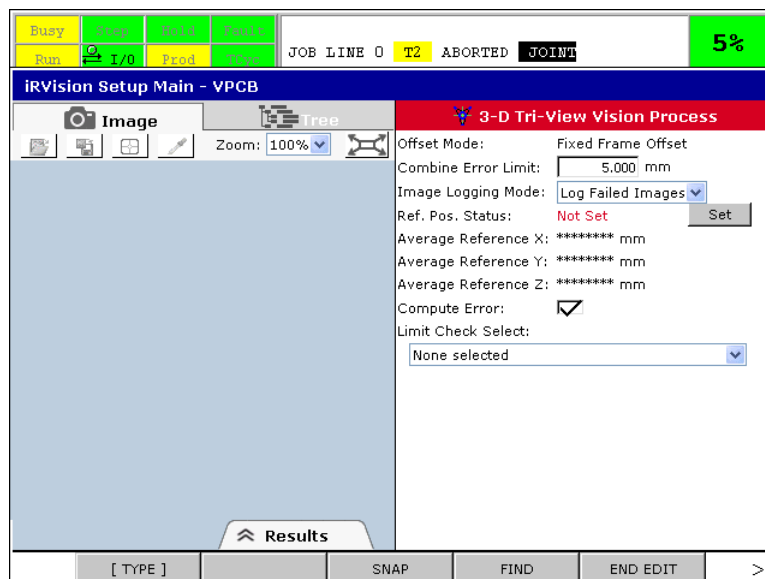 Busy Step Hold Fault
Run I/O Prod TCyc
JOB LINE 0 T2 ABORTED JOINT
5%
iRVision Setup Main - VPCB
Image Tree
Zoom: 100%
3-D Tri-View Vision Process
Offset Mode: Fixed Frame Offset
Combine Error Limit: 5.000 mm
Image Logging Mode: Log Failed Images
Ref. Pos. Status: Not Set Set
Average Reference X: ******** mm
Average Reference Y: ******** mm
Average Reference Z: ******** mm
Compute Error:
Limit Check Select:
None selected
Results
[ TYPE ] SNAP FIND END EDIT >